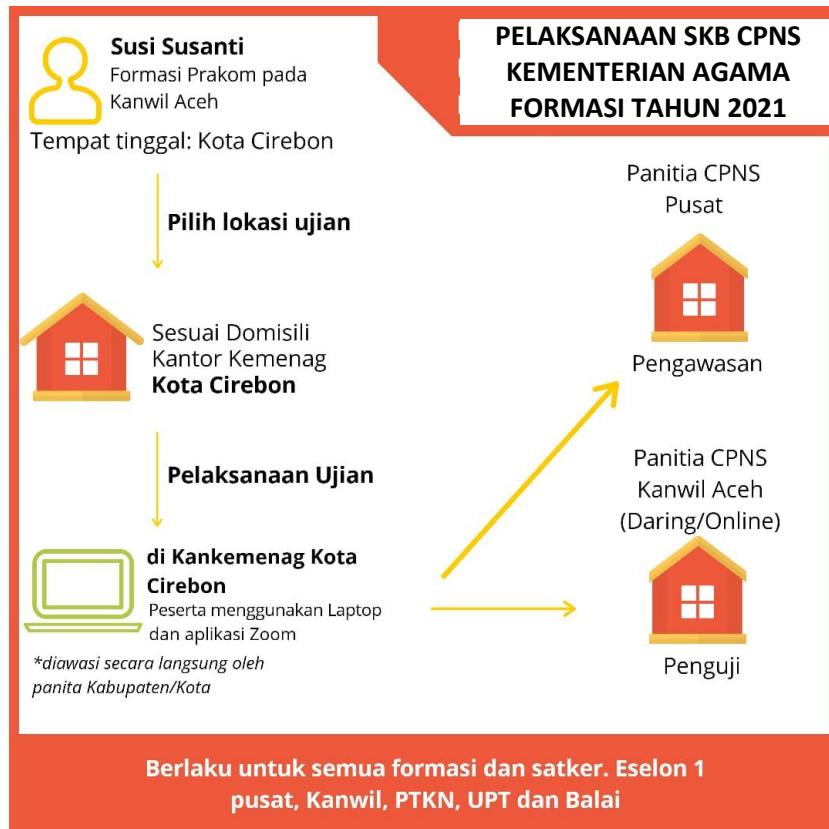 PELAKSANAAN SKB CPNS
KEMENTERIAN AGAMA
FORMASI TAHUN 2021
Susi Susanti
Formasi Prakom pada
Kanwil Aceh
Tempat tinggal: Kota Cirebon
Pilih lokasi ujian
Sesuai Domisili
Kantor Kemenag
Kota Cirebon
Pelaksanaan Ujian
di Kankemenag Kota
Cirebon
Peserta menggunakan Laptop
dan aplikasi Zoom
*diawasi secara langsung oleh
panita Kabupaten/Kota
Panitia CPNS
Pusat
Pengawasan
Panitia CPNS
Kanwil Aceh
(Daring/Online)
Penguji
Berlaku untuk semua formasi dan satker. Eselon 1
pusat, Kanwil, PTKN, UPT dan Balai